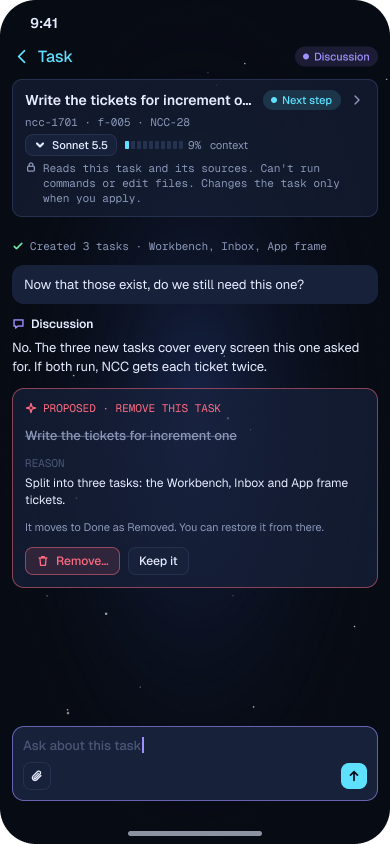 9:41
Task
Discussion
Write the tickets for increment o...
Next step
ncc-1701 · f-005 · NCC-28
Sonnet 5.5
9% context
Reads this task and its sources. Can't run
commands or edit files. Changes the task only
when you apply.
Created 3 tasks · Workbench, Inbox, App frame
Now that those exist, do we still need this one?
Discussion
No. The three new tasks cover every screen this one asked
for. If both run, NCC gets each ticket twice.
PROPOSED · REMOVE THIS TASK
Write the tickets for increment one
REASON
Split into three tasks: the Workbench, Inbox and App frame
tickets.
It moves to Done as Removed. You can restore it from there.
Remove...
Keep it
Ask about this task